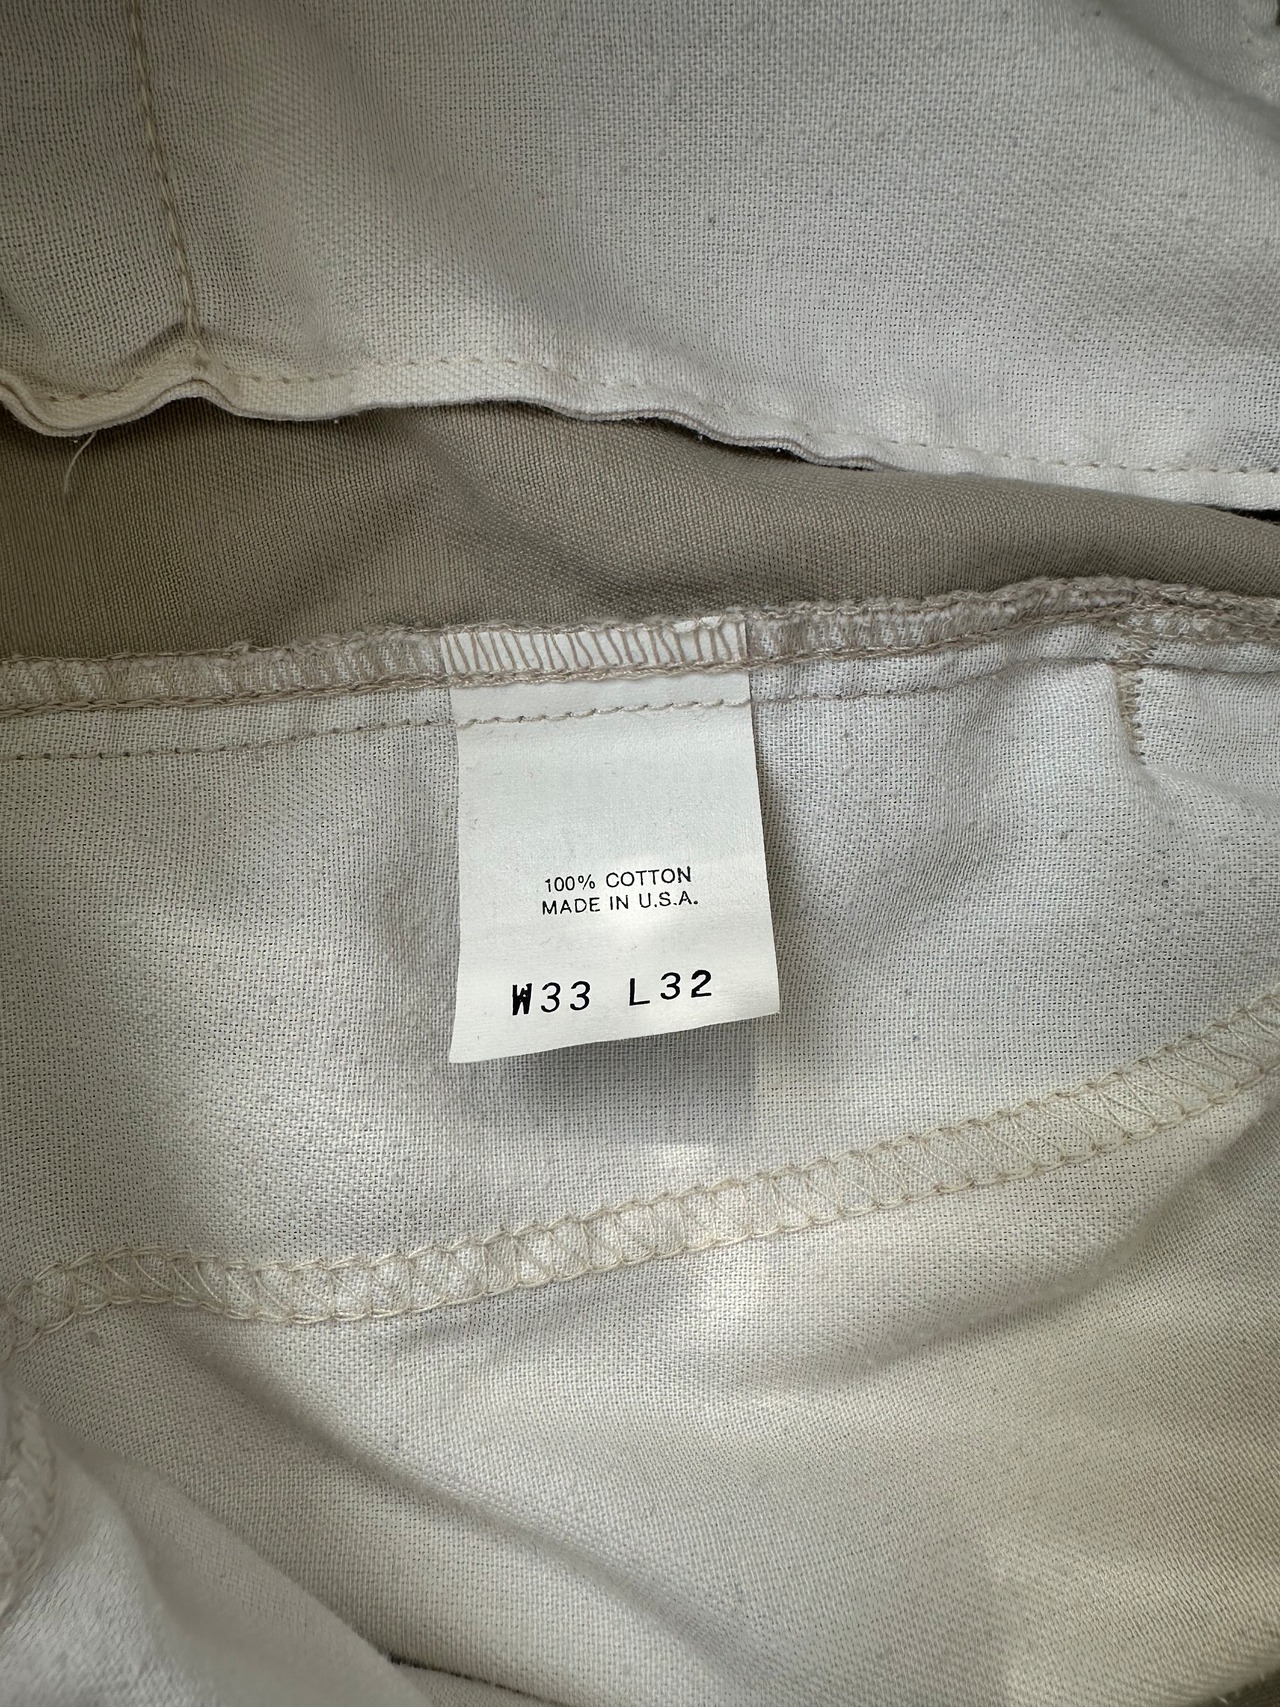 100% COTTON
MADE IN U.S.A.
W33 L32